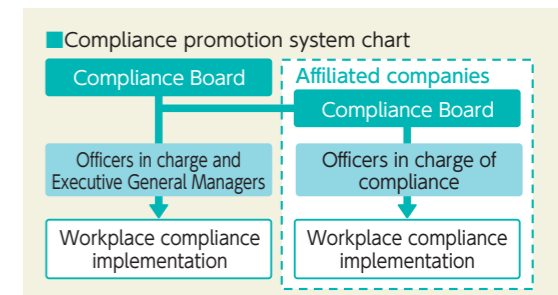 ■Compliance promotion system chart
Compliance Board
Officers in charge and
Executive General Managers
Workplace compliance
implementation
Affiliated companies
Compliance Board
Officers in charge of
compliance
Workplace compliance
implementation